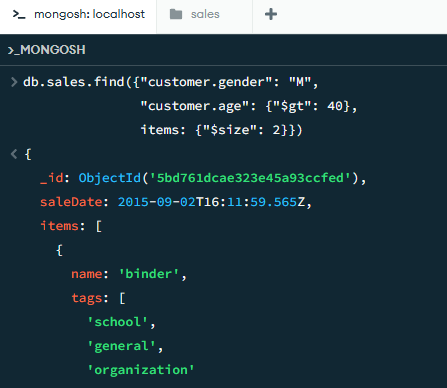 >_ mongosh: localhost sales +
>_MONGOSH
> db.sales.find({"customer.gender": "M",
"customer.age": {"$gt": 40},
items: {"$size": 2}})
< {
_id: ObjectId('5bd761dcae323e45a93ccfed'),
saleDate: 2015-09-02T16:11:59.565Z,
items: [
{
name: 'binder',
tags: [
'school',
'general',
'organization'